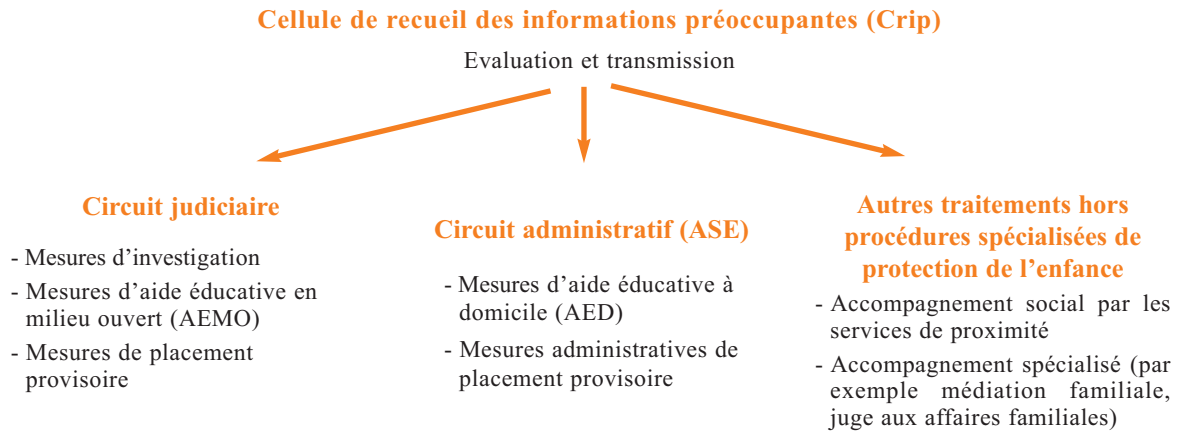 Cellule de recueil des informations préoccupantes (Crip)
Evaluation et transmission
Circuit judiciaire
- Mesures d’investigation
- Mesures d’aide éducative en
milieu ouvert (AEMO)
- Mesures de placement
provisoire
Circuit administratif (ASE)
- Mesures d’aide éducative à
domicile (AED)
- Mesures administratives de
placement provisoire
Autres traitements hors
procédures spécialisées de
protection de l’enfance
- Accompagnement social par les
services de proximité
- Accompagnement spécialisé (par
exemple médiation familiale,
juge aux affaires familiales)